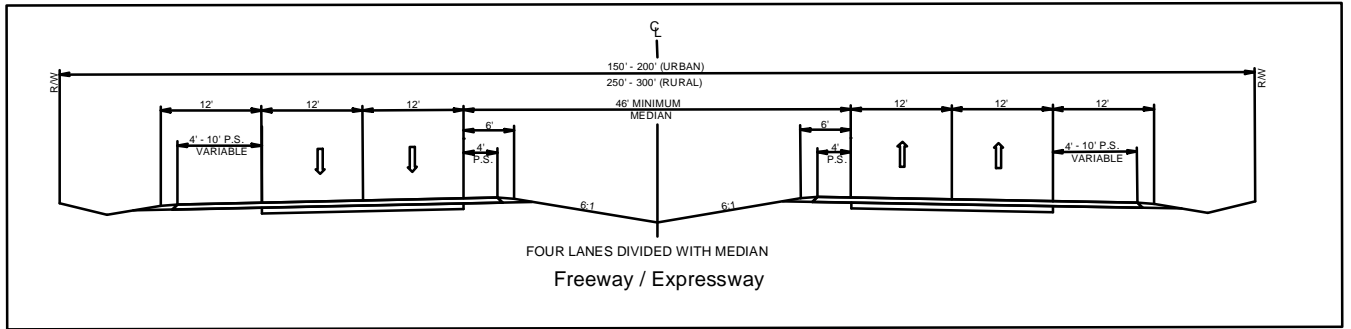 ℄
150' - 200' (URBAN)
250' - 300' (RURAL)
R/W
R/W
12'
12'
12'
46' MINIMUM
MEDIAN
12'
12'
12'
6'
6'
4' - 10' P.S.
VARIABLE
4'
P.S.
4'
P.S.
4' - 10' P.S.
VARIABLE
6:1
6:1
FOUR LANES DIVIDED WITH MEDIAN
Freeway / Expressway